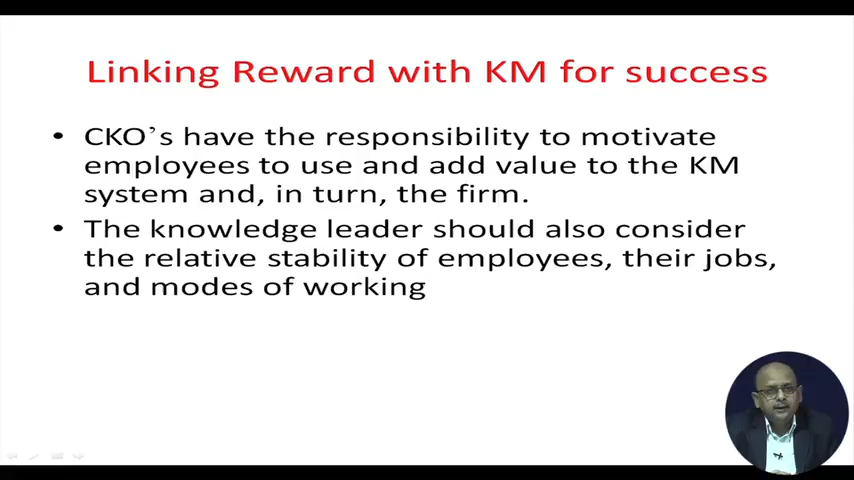 Linking Reward with KM for success
• CKO’s have the responsibility to motivate
employees to use and add value to the KM
system and, in turn, the firm.
• The knowledge leader should also consider
the relative stability of employees, their jobs,
and modes of working